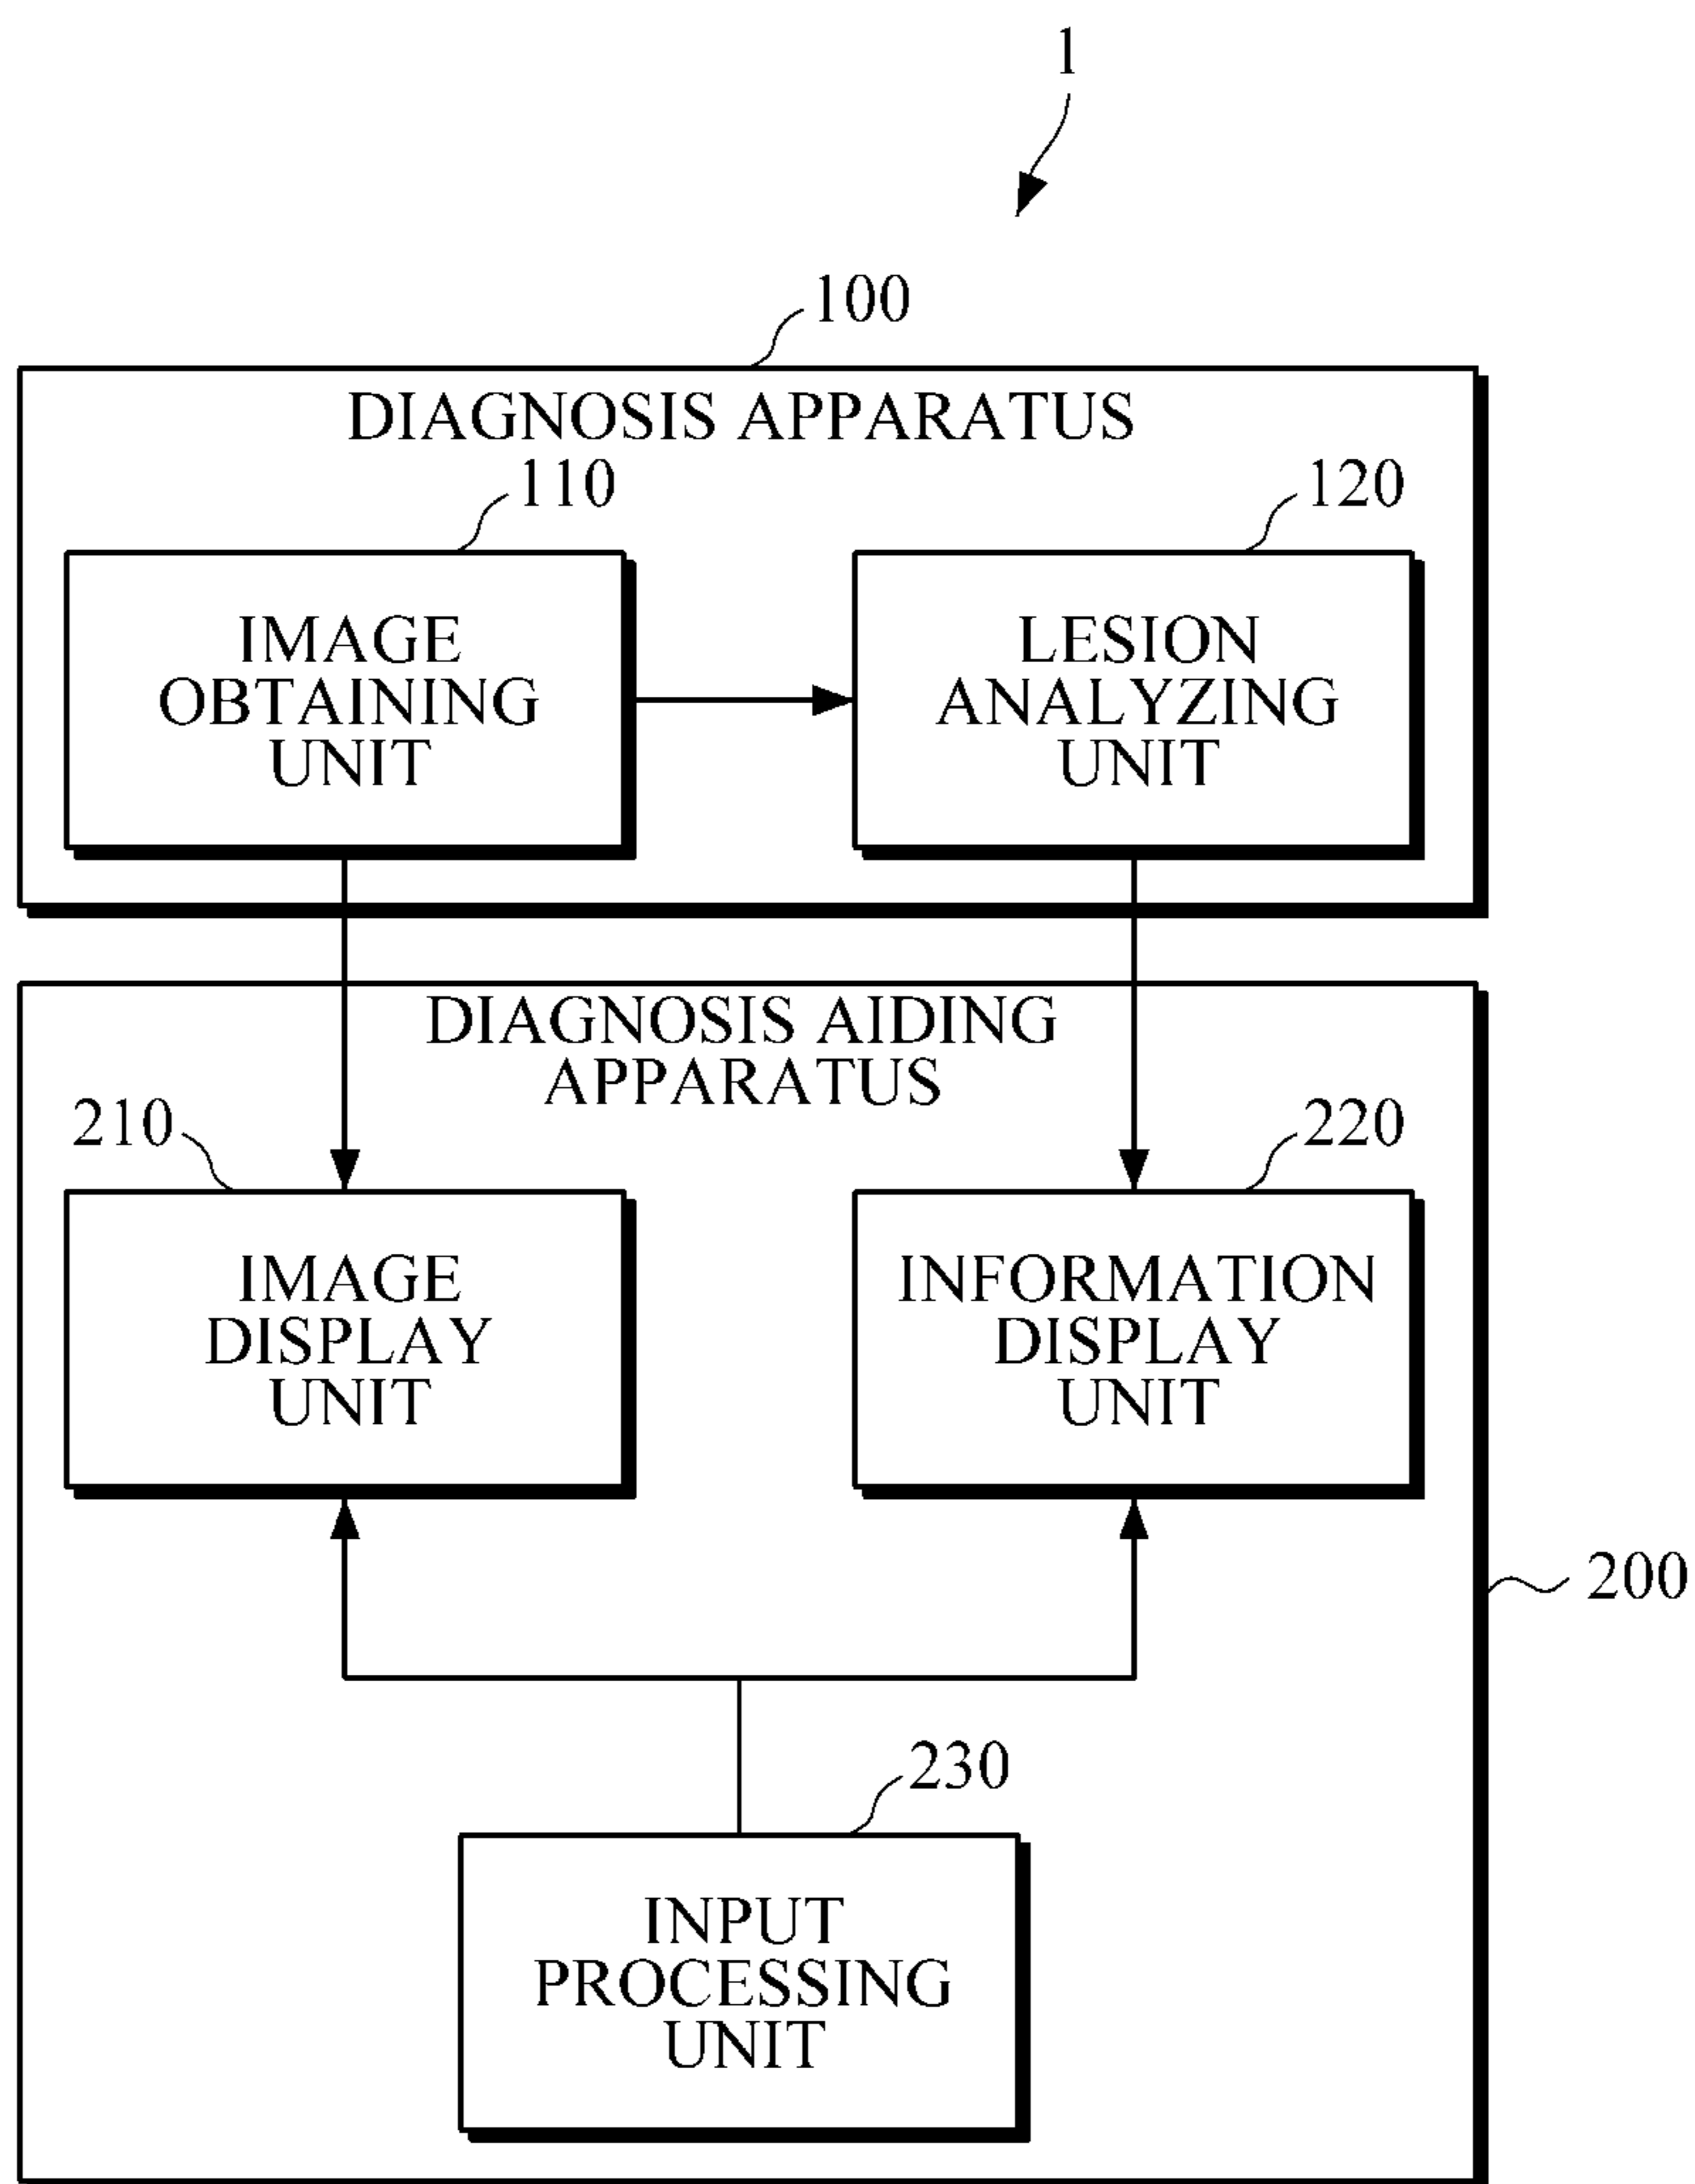 1
100
DIAGNOSIS APPARATUS
110
120
IMAGE
OBTAINING
UNIT
LESION
ANALYZING
UNIT
DIAGNOSIS AIDING
APPARATUS
210
220
IMAGE
DISPLAY
UNIT
INFORMATION
DISPLAY
UNIT
200
230
INPUT
PROCESSING
UNIT